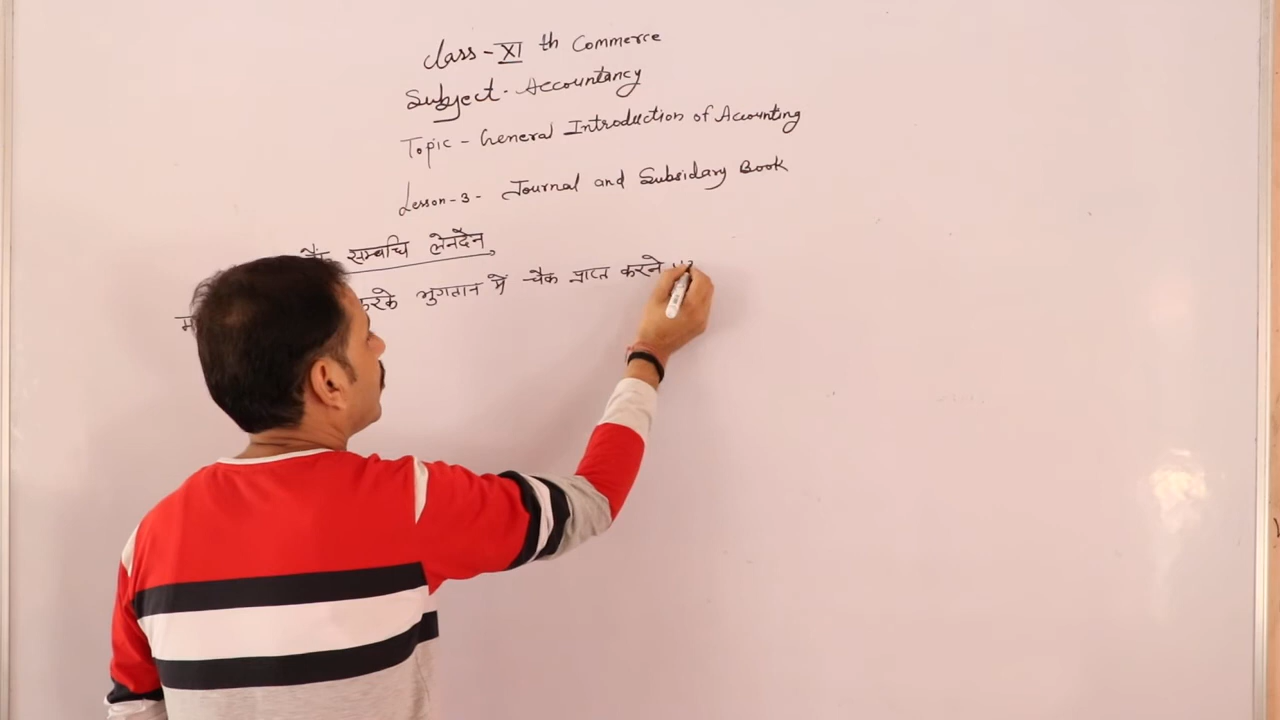 Class - XI th Commerce
Subject - Accountancy
Topic - General Introduction of Accounting
Lesson - 3 - Journal and Subsidary Book
सम्बंधि लेनदेन
करके भुगतान में चैक प्राप्त करने